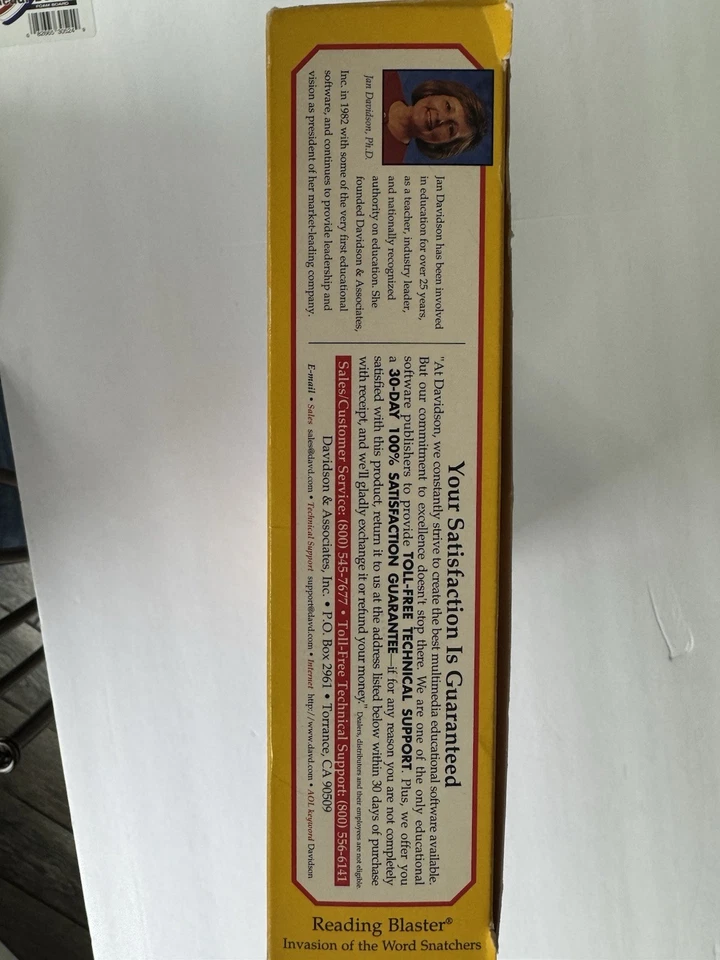 Jan Davidson, Ph.D.
Jan Davidson has been involved
in education for over 25 years,
as a teacher, industry leader,
and nationally recognized
authority on education. She
founded Davidson & Associates,
Inc. in 1982 with some of the very first educational
software, and continues to provide leadership and
vision as president of her market-leading company.
Your Satisfaction Is Guaranteed
"At Davidson, we constantly strive to create the best multimedia educational software available.
But our commitment to excellence doesn't stop there. We are one of the only educational
software publishers to provide TOLL-FREE TECHNICAL SUPPORT. Plus, we offer you
a 30-DAY 100% SATISFACTION GUARANTEE—if for any reason you are not completely
satisfied with this product, return it to us at the address listed below within 30 days of purchase
with receipt, and we'll gladly exchange it or refund your money." Dealers, distributors and their employees are not eligible.
Sales/Customer Service: (800) 545-7677 • Toll-Free Technical Support: (800) 556-6141
Davidson & Associates, Inc. • P.O. Box 2961 • Torrance, CA 90509
E-mail • Sales sales@davd.com • Technical Support support@davd.com • Internet http://www.davd.com • AOL keyword Davidson
Reading Blaster®
Invasion of the Word Snatchers
FOAM BOARD